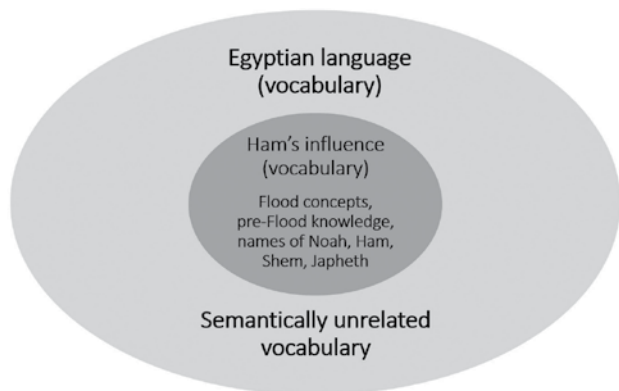 Egyptian language
(vocabulary)
Ham's influence
(vocabulary)
Flood concepts,
pre-Flood knowledge,
names of Noah, Ham,
Shem, Japheth
Semantically unrelated
vocabulary